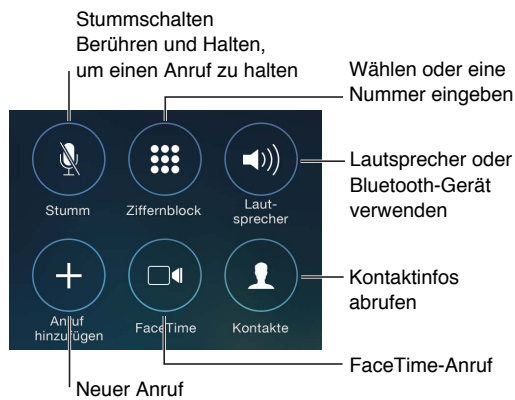 Stummschalten
Berühren und Halten,
um einen Anruf zu halten
Wählen oder eine
Nummer eingeben
Stumm
Ziffernblock
Laut-
sprecher
Lautsprecher oder
Bluetooth-Gerät
verwenden
Anruf
hinzufügen
FaceTime
Kontakte
Kontaktinfos
abrufen
FaceTime-Anruf
Neuer Anruf